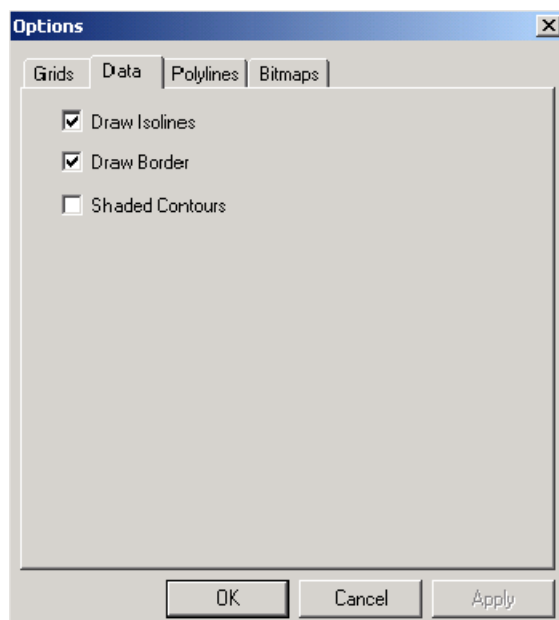 Options
Grids Data Polylines Bitmaps
Draw Isolines
Draw Border
Shaded Contours
OK Cancel Apply